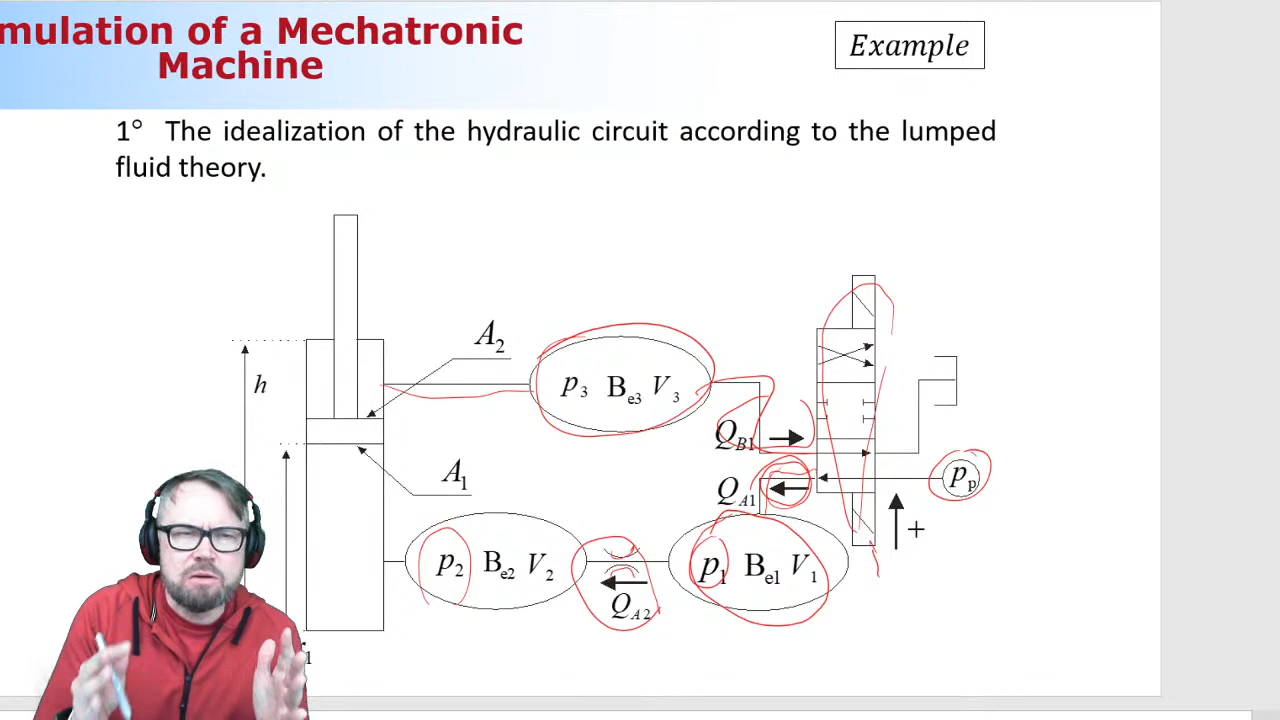 mulation of a Mechatronic
Machine
Example
1° The idealization of the hydraulic circuit according to the lumped
fluid theory.
A2
h
p3 Be3 V3
QB1
A1
QA1
pp
+
p2 Be2 V2
p1 Be1 V1
QA2
1